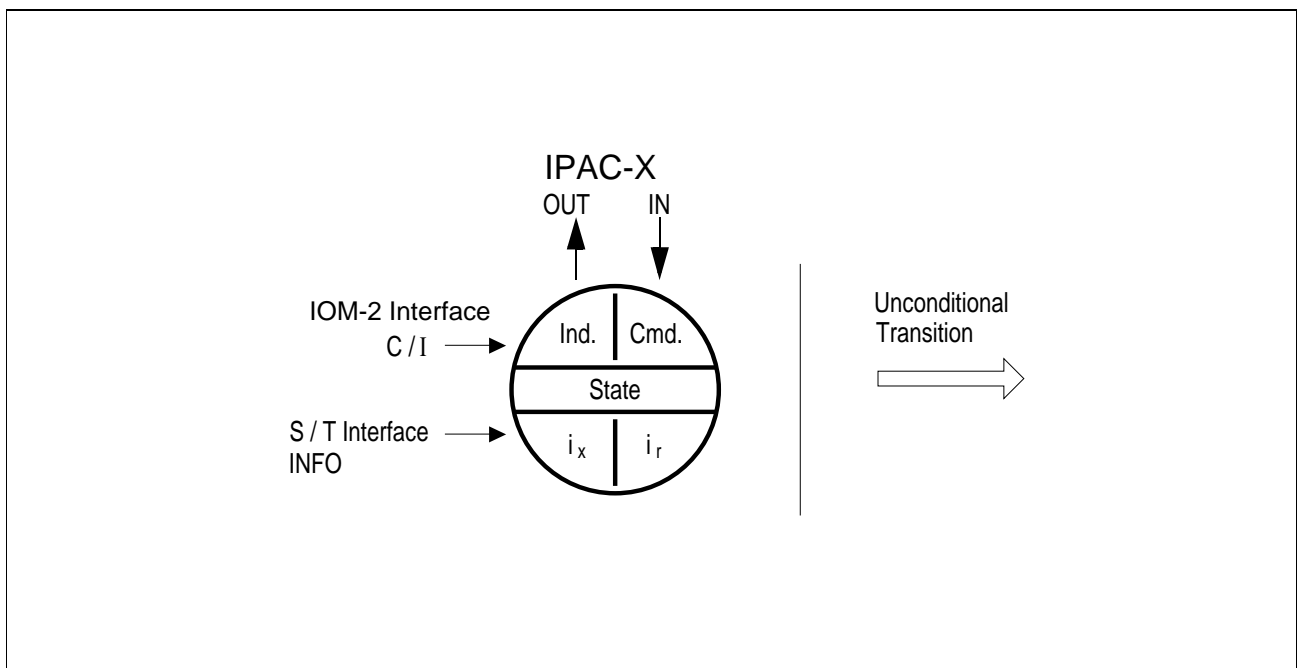 IPAC-X
OUT IN
IOM-2 Interface
C / I
Ind. Cmd.
State
S / T Interface
INFO
i x i r
Unconditional
Transition